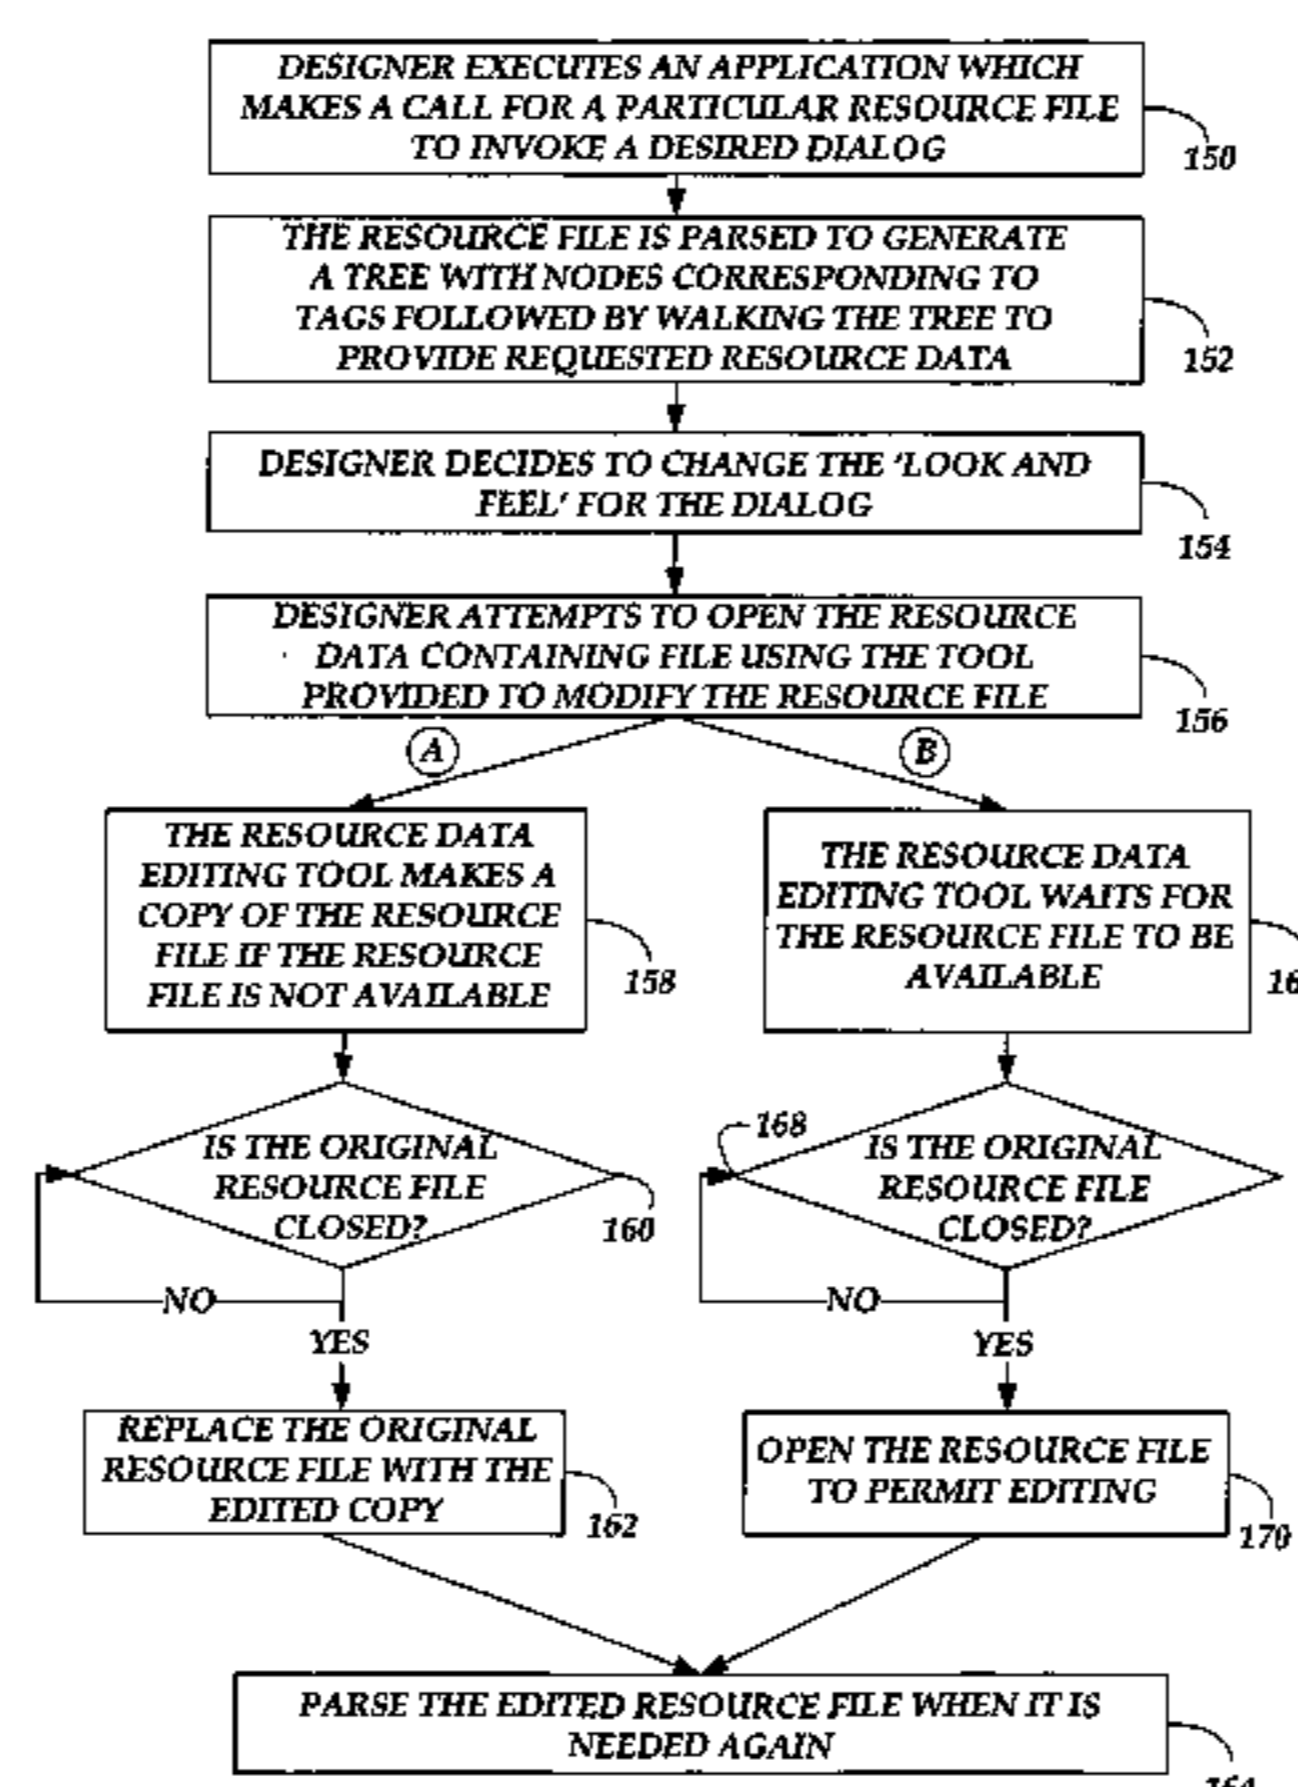 DESIGNER EXECUTES AN APPLICATION WHICH
MAKES A CALL FOR A PARTICULAR RESOURCE FILE
TO INVOKE A DESIRED DIALOG
150
THE RESOURCE FILE IS PARSED TO GENERATE
A TREE WITH NODES CORRESPONDING TO
TAGS FOLLOWED BY WALKING THE TREE TO
PROVIDE REQUESTED RESOURCE DATA
152
DESIGNER DECIDES TO CHANGE THE 'LOOK AND
FEEL' FOR THE DIALOG
154
DESIGNER ATTEMPTS TO OPEN THE RESOURCE
DATA CONTAINING FILE USING THE TOOL
PROVIDED TO MODIFY THE RESOURCE FILE
156
A
B
THE RESOURCE DATA
EDITING TOOL MAKES A
COPY OF THE RESOURCE
FILE IF THE RESOURCE
FILE IS NOT AVAILABLE
158
THE RESOURCE DATA
EDITING TOOL WAITS FOR
THE RESOURCE FILE TO BE
AVAILABLE
IS THE ORIGINAL
RESOURCE FILE
CLOSED?
160
NO
YES
168
IS THE ORIGINAL
RESOURCE FILE
CLOSED?
NO
YES
REPLACE THE ORIGINAL
RESOURCE FILE WITH THE
EDITED COPY
162
OPEN THE RESOURCE FILE
TO PERMIT EDITING
170
PARSE THE EDITED RESOURCE FILE WHEN IT IS
NEEDED AGAIN